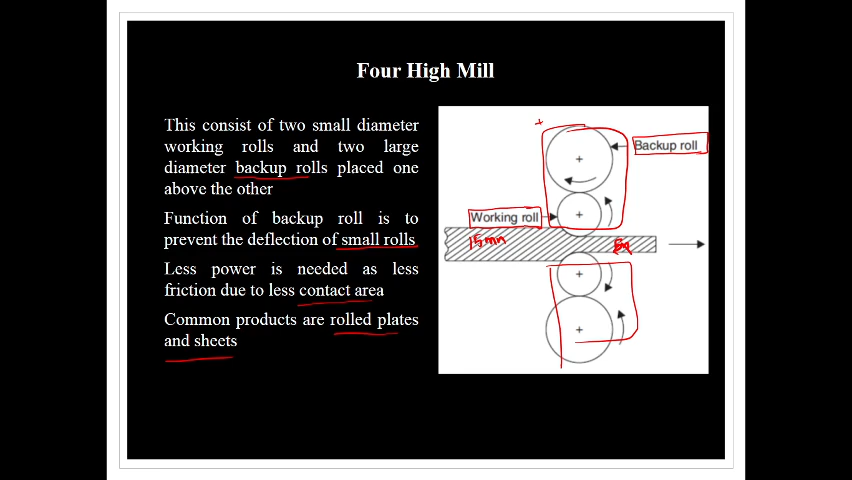 Four High Mill
This consist of two small diameter
working rolls and two large
diameter backup rolls placed one
above the other
Function of backup roll is to
prevent the deflection of small rolls
Less power is needed as less
friction due to less contact area
Common products are rolled plates
and sheets
Backup roll
Working roll
15mm